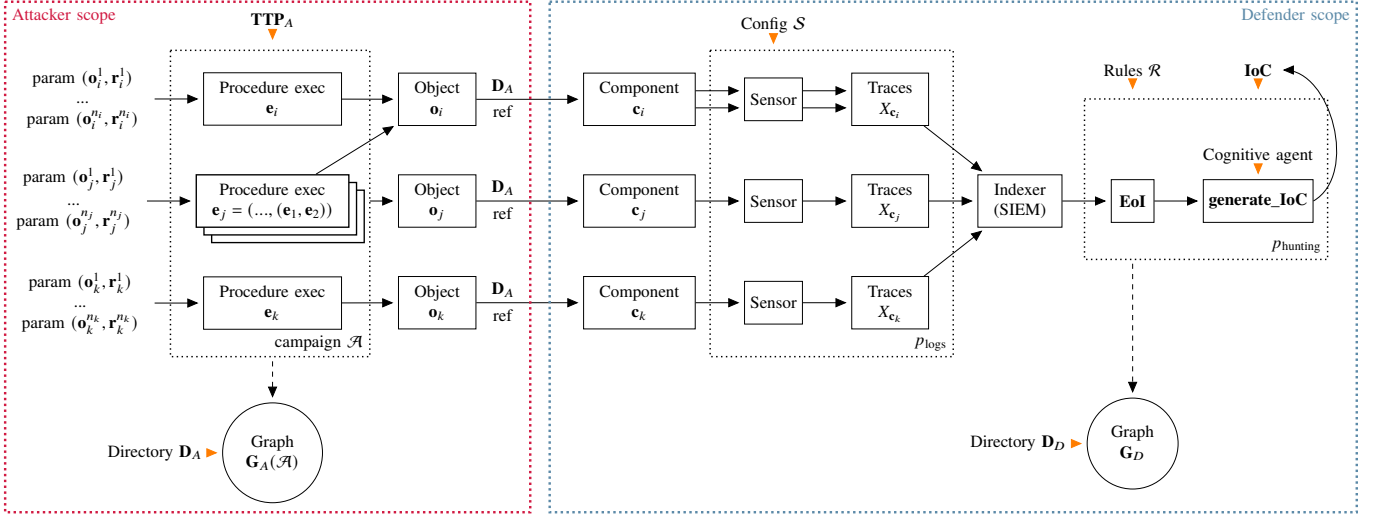 Attacker scope
Defender scope
TTP_A
Config 𝒮
Rules ℛ
IoC
param (o_i^1, r_i^1)
...
param (o_i^{n_i}, r_i^{n_i})
Procedure exec
e_i
Object
o_i
D_A
ref
Component
c_i
Sensor
Traces
X_{c_i}
param (o_j^1, r_j^1)
...
param (o_j^{n_j}, r_j^{n_j})
Procedure exec
e_j = (..., (e_1, e_2))
Object
o_j
D_A
ref
Component
c_j
Sensor
Traces
X_{c_j}
Indexer
(SIEM)
EoI
Cognitive agent
generate_IoC
p_hunting
param (o_k^1, r_k^1)
...
param (o_k^{n_k}, r_k^{n_k})
Procedure exec
e_k
Object
o_k
D_A
ref
Component
c_k
Sensor
Traces
X_{c_k}
campaign 𝒜
p_logs
Directory D_A
Graph
G_A(𝒜)
Directory D_D
Graph
G_D